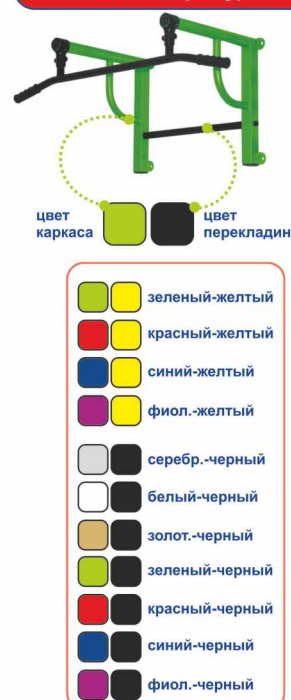 цвет
каркаса
цвет
перекладин
зеленый-желтый
красный-желтый
синий-желтый
фиол.-желтый
серебр.-черный
белый-черный
золот.-черный
зеленый-черный
красный-черный
синий-черный
фиол.-черный